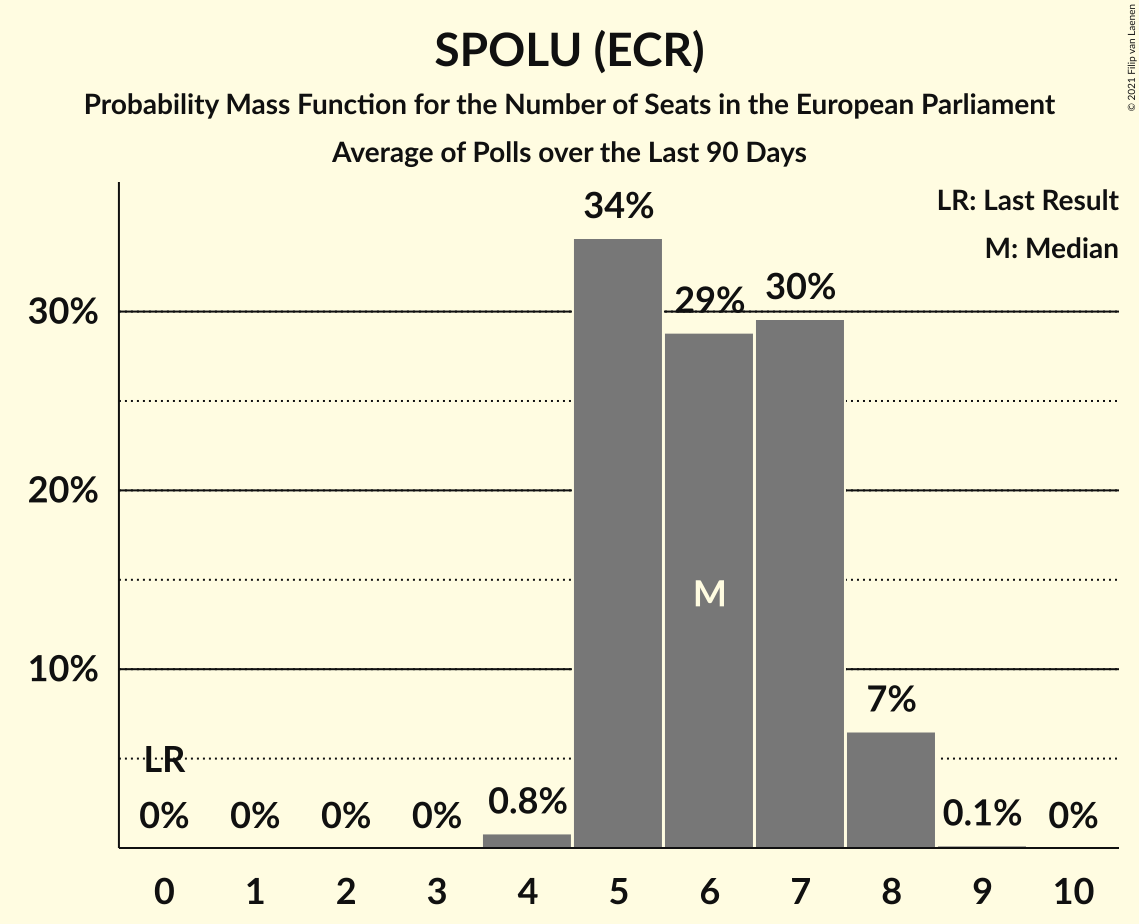 SPOLU (ECR)
Probability Mass Function for the Number of Seats in the European Parliament
Average of Polls over the Last 90 Days
© 2021 Filip van Laenen
LR: Last Result
M: Median
34%
29%
30%
30%
20%
M
10%
7%
LR
0%
0%
0%
0%
0.8%
0.1%
0%
0 1 2 3 4 5 6 7 8 9 10